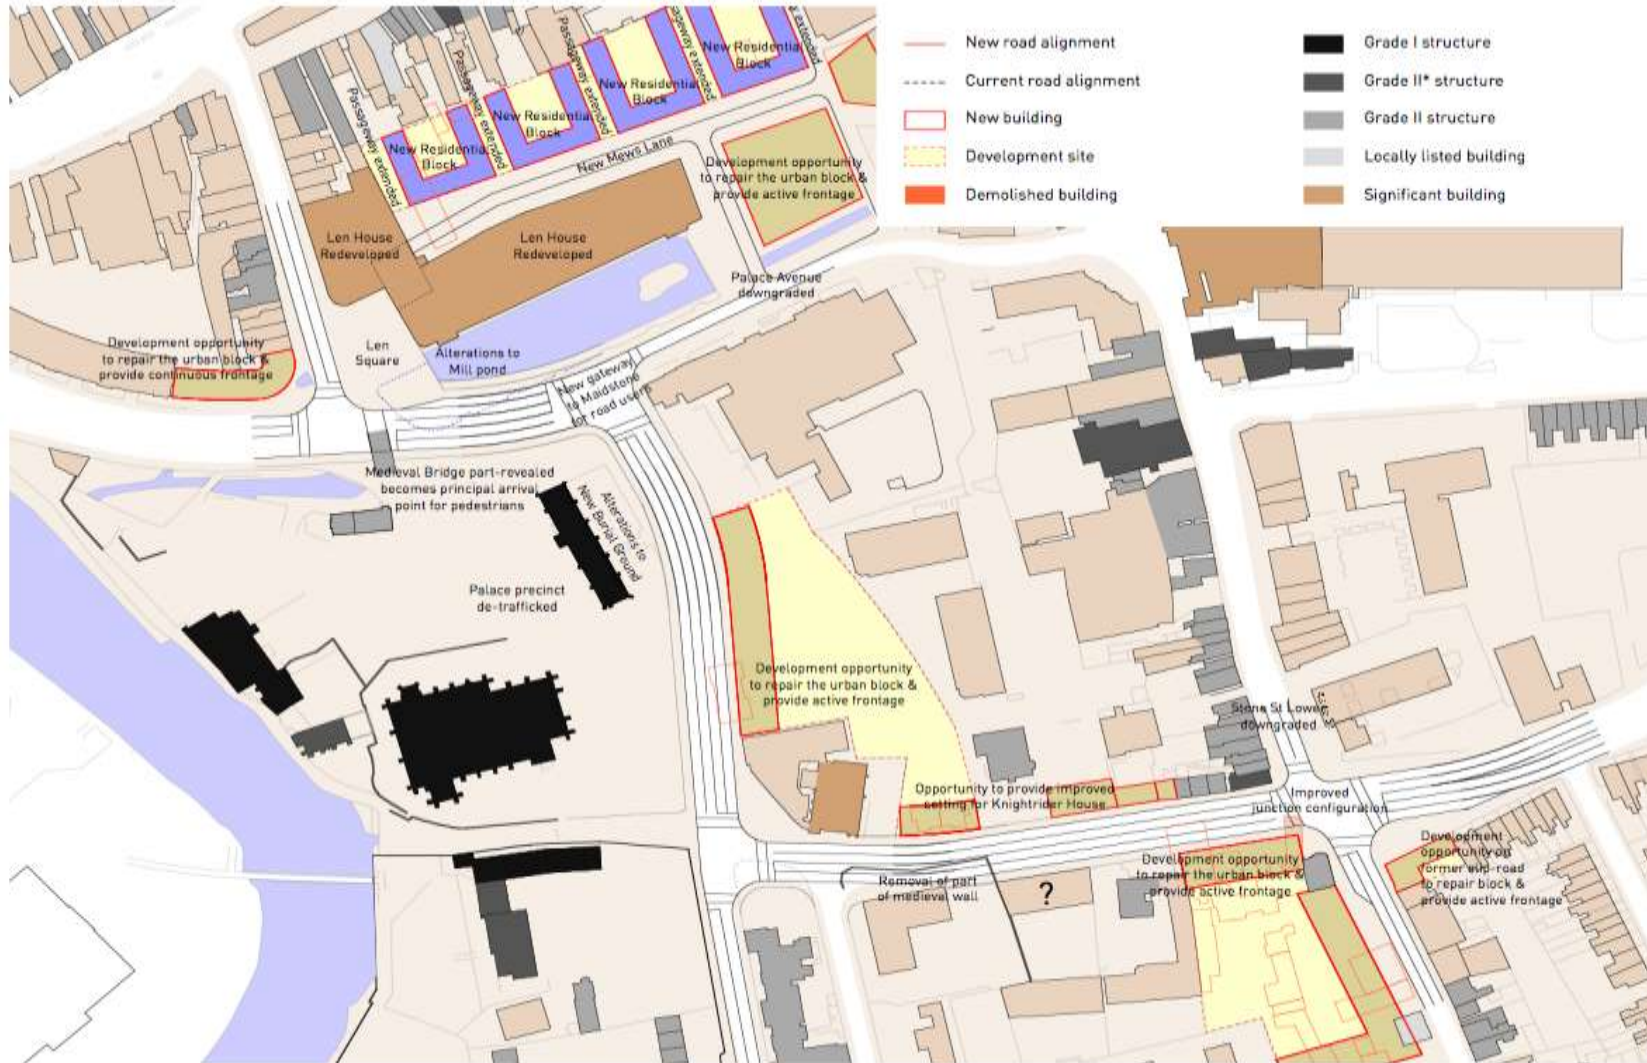 New road alignment
Current road alignment
New building
Development site
Demolished building
Grade I structure
Grade II* structure
Grade II structure
Locally listed building
Significant building
Passageway extended
Passageway extended
Passageway extended
extended
extended
New Residential
Block
New Residential
Block
New Residential
Block
New Residential
Block
New Mews Lane
Development opportunity
to repair the urban block &
provide active frontage
Len House
Redeveloped
Len House
Redeveloped
Palace Avenue
downgraded
Development opportunity
to repair the urban block &
provide continuous frontage
Len
Square
Alterations to
Mill pond
New gateway
to Maidstone
for road users
Medieval Bridge part-revealed
becomes principal arrival
point for pedestrians
Alterations to
New Burial Ground
Palace precinct
de-trafficked
Development opportunity
to repair the urban block &
provide active frontage
Stone St Lower
downgraded
Opportunity to provide improved
setting for Knightrider House
Improved
junction configuration
Removal of part
of medieval wall
?
Development opportunity
to repair the urban block &
provide active frontage
Development
opportunity on
former slip-road
to repair block &
provide active frontage